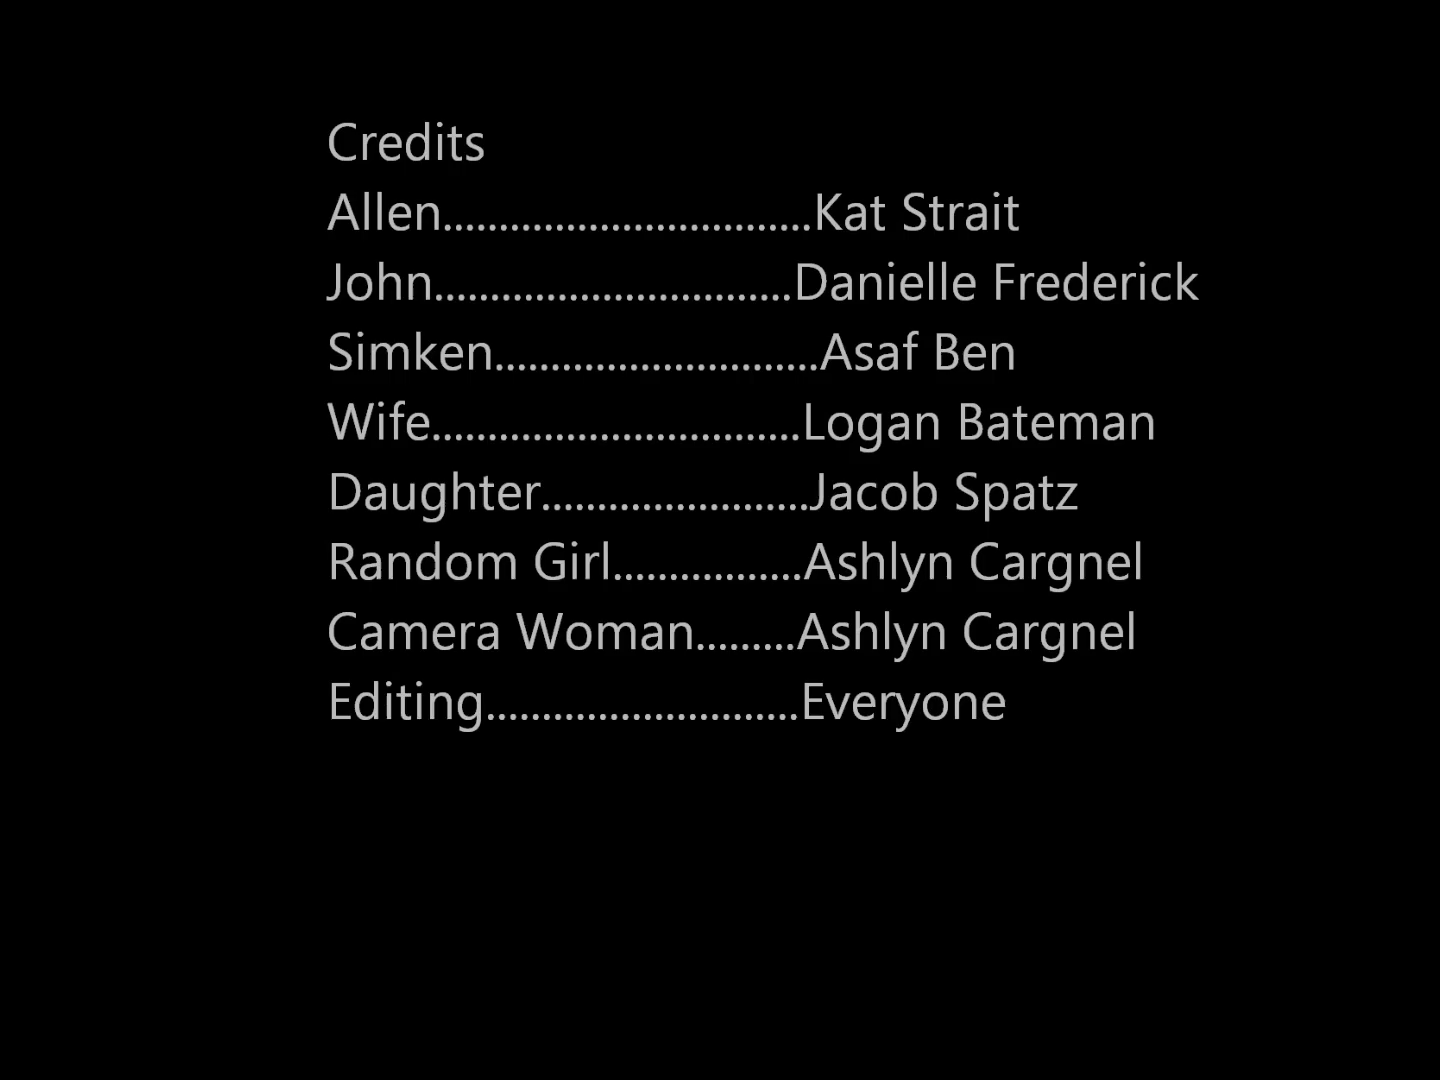 Credits
Allen.................................Kat Strait
John................................Danielle Frederick
Simken.............................Asaf Ben
Wife.................................Logan Bateman
Daughter........................Jacob Spatz
Random Girl.................Ashlyn Cargnel
Camera Woman.........Ashlyn Cargnel
Editing............................Everyone